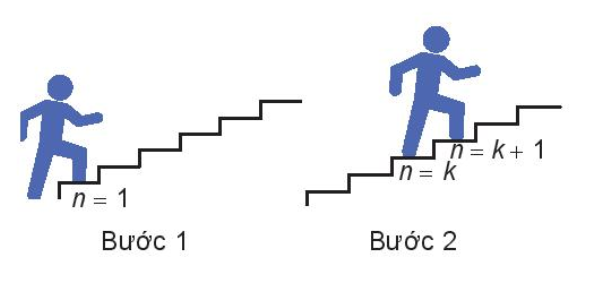 n = 1
Bước 1
n = k
n = k + 1
Bước 2